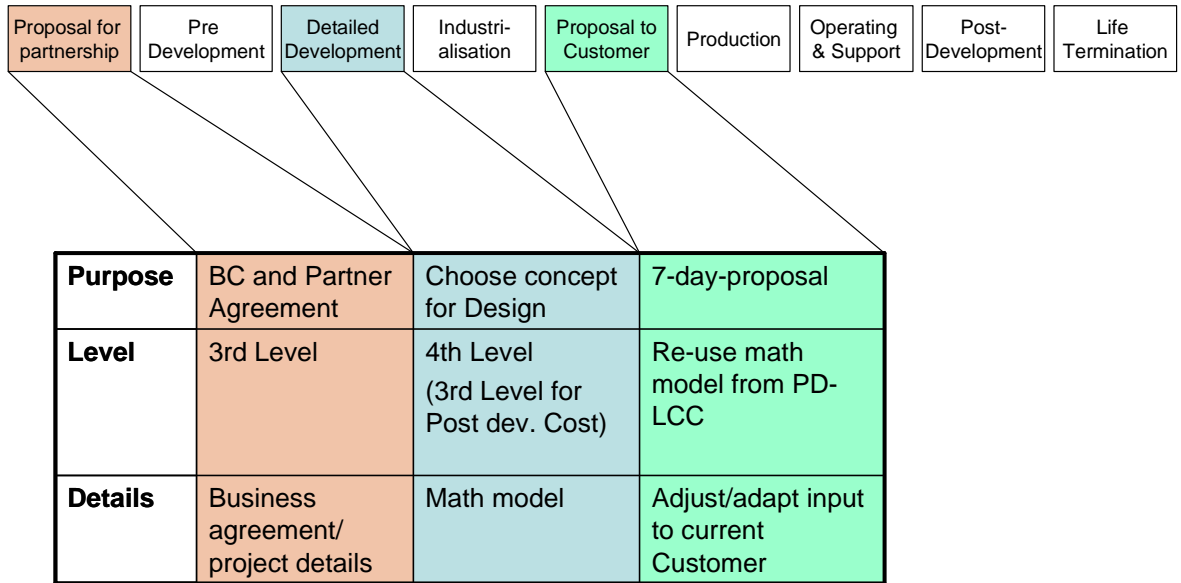 Proposal for
partnership
Pre
Development
Detailed
Development
Industri-
alisation
Proposal to
Customer
Production
Operating
& Support
Post-
Development
Life
Termination
Purpose
BC and Partner
Agreement
Choose concept
for Design
7-day-proposal
Level
3rd Level
4th Level
(3rd Level for
Post dev. Cost)
Re-use math
model from PD-
LCC
Details
Business
agreement/
project details
Math model
Adjust/adapt input
to current
Customer